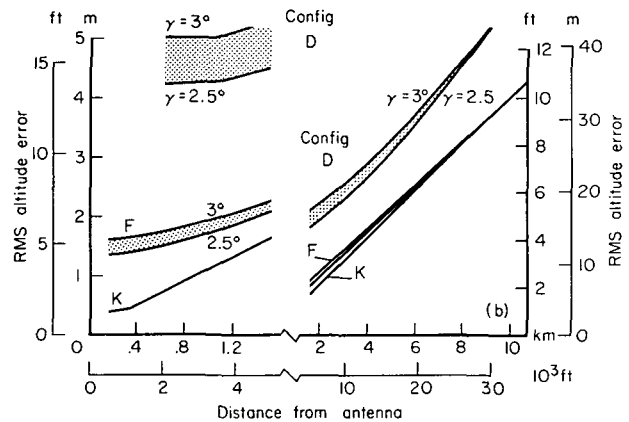 ft m
γ = 3°
Config
D
ft m
5
15
4
γ = 2.5°
12
40
γ = 3°
γ = 2.5
10
30
Config
D
3
10
8
20
RMS altitude error
RMS altitude error
2
F
3°
6
2.5°
5
4
10
F
1
K
K
2
(b)
0
0
km
0
0 .4 .8 1.2
2 4 6 8 10
0 2 4
10 20 30
10³ft
Distance from antenna